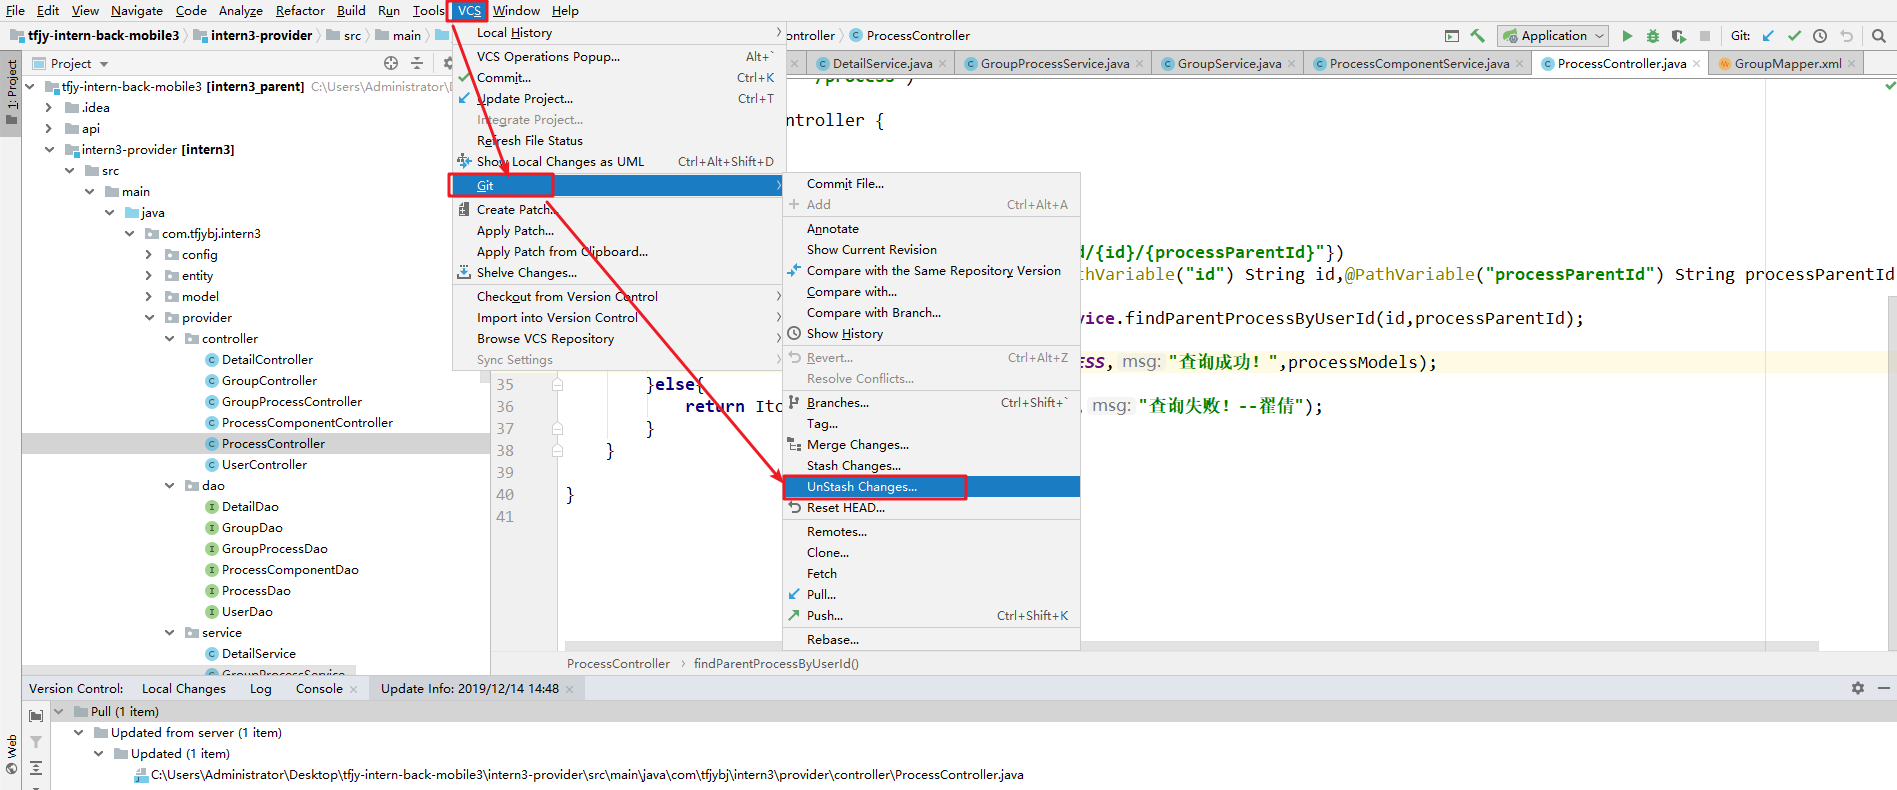 File Edit View Navigate Code Analyze Refactor Build Run Tools VCS Window Help
tfjy-intern-back-mobile3 intern3-provider src main
ontroller ProcessController
Application
Git:
1: Project
Project
DetailService.java GroupProcessService.java GroupService.java ProcessComponentService.java ProcessController.java GroupMapper.xml
tfjy-intern-back-mobile3 [intern3_parent] C:\Users\Administrator\D
.idea
api
intern3-provider [intern3]
src
main
java
com.tfjybj.intern3
config
entity
model
provider
controller
DetailController
GroupController
GroupProcessController
ProcessComponentController
ProcessController
UserController
dao
DetailDao
GroupDao
GroupProcessDao
ProcessComponentDao
ProcessDao
UserDao
service
DetailService
GroupProcessService
Local History
VCS Operations Popup... Alt+`
Commit... Ctrl+K
Update Project... Ctrl+T
Integrate Project...
Refresh File Status
Show Local Changes as UML Ctrl+Alt+Shift+D
Git
Create Patch...
Apply Patch...
Apply Patch from Clipboard...
Shelve Changes...
Checkout from Version Control
Import into Version Control
Browse VCS Repository
Sync Settings
Commit File...
Add Ctrl+Alt+A
Annotate
Show Current Revision
Compare with the Same Repository Version
Compare with...
Compare with Branch...
Show History
Revert... Ctrl+Alt+Z
Resolve Conflicts...
Branches... Ctrl+Shift+`
Tag...
Merge Changes...
Stash Changes...
UnStash Changes...
Reset HEAD...
Remotes...
Clone...
Fetch
Pull...
Push... Ctrl+Shift+K
Rebase...
/process")
ntroller {
d/{id}/{processParentId}"})
thVariable("id") String id,@PathVariable("processParentId") String processParentId
vice.findParentProcessByUserId(id,processParentId);
ESS, msg: "查询成功！",processModels);
35 }else{
36 return Ito , msg: "查询失败！--翟倩");
37 }
38 }
39
40 }
41
ProcessController findParentProcessByUserId()
Version Control: Local Changes Log Console Update Info: 2019/12/14 14:48
Pull (1 item)
Updated from server (1 item)
Updated (1 item)
C:\Users\Administrator\Desktop\tfjy-intern-back-mobile3\intern3-provider\src\main\java\com\tfjybj\intern3\provider\controller\ProcessController.java
Web